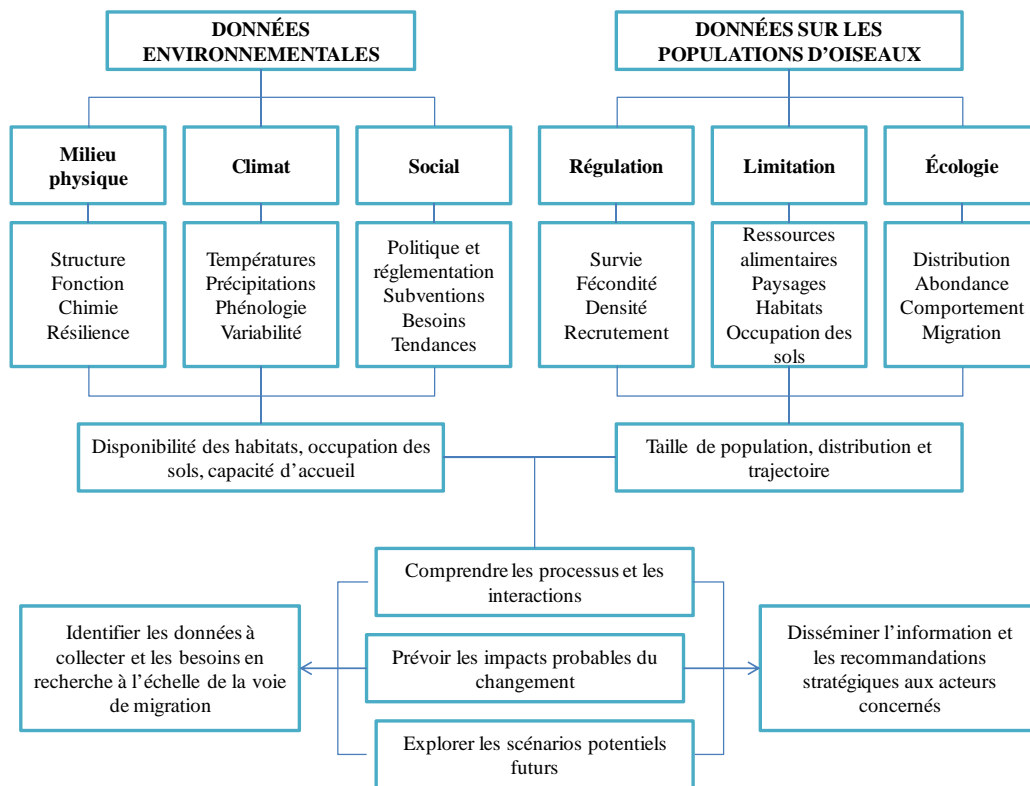 DONNÉES
ENVIRONNEMENTALES
DONNÉES SUR LES
POPULATIONS D'OISEAUX
Milieu
physique
Climat
Social
Régulation
Limitation
Écologie
Structure
Fonction
Chimie
Résilience
Températures
Précipitations
Phénologie
Variabilité
Politique et
réglementation
Subventions
Besoins
Tendances
Survie
Fécondité
Densité
Recrutement
Ressources
alimentaires
Paysages
Habitats
Occupation des
sols
Distribution
Abondance
Comportement
Migration
Disponibilité des habitats, occupation des
sols, capacité d'accueil
Taille de population, distribution et
trajectoire
Comprendre les processus et les
interactions
Identifier les données à
collecter et les besoins en
recherche à l'échelle de la voie
de migration
Prévoir les impacts probables du
changement
Disséminer l'information et
les recommandations
stratégiques aux acteurs
concernés
Explorer les scénarios potentiels
futurs